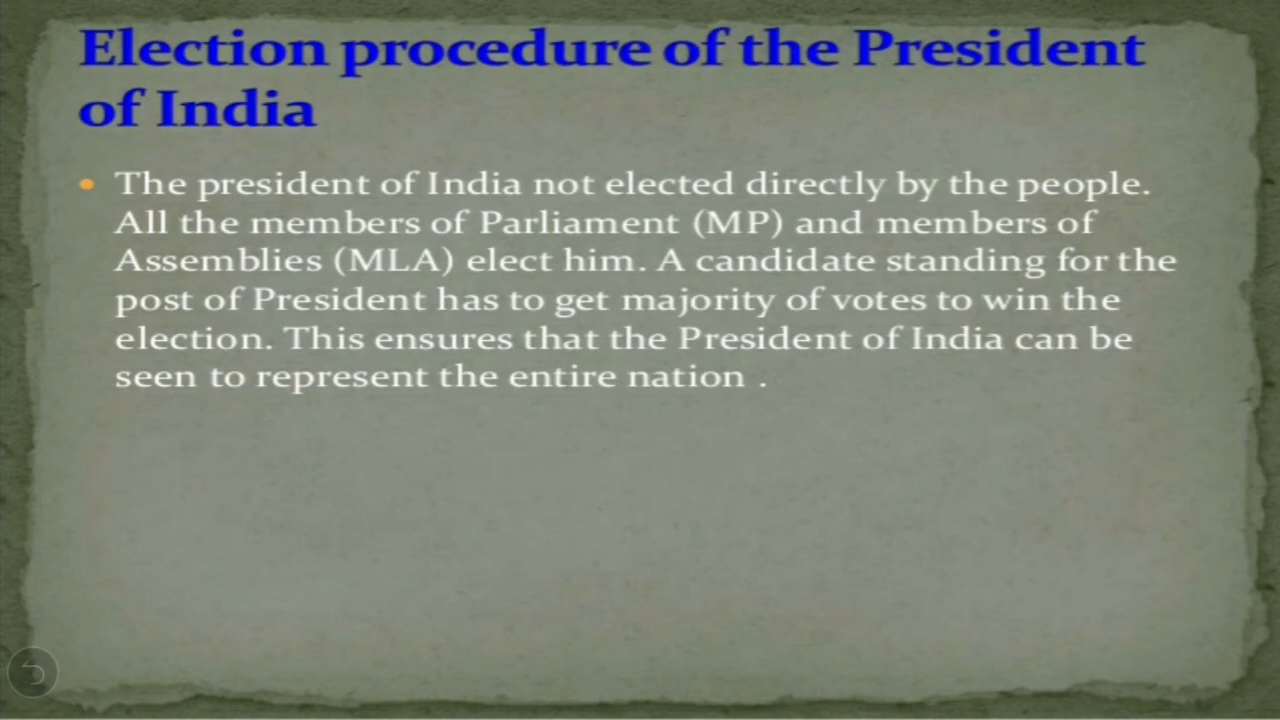 Election procedure of the President
of India
• The president of India not elected directly by the people.
All the members of Parliament (MP) and members of
Assemblies (MLA) elect him. A candidate standing for the
post of President has to get majority of votes to win the
election. This ensures that the President of India can be
seen to represent the entire nation .